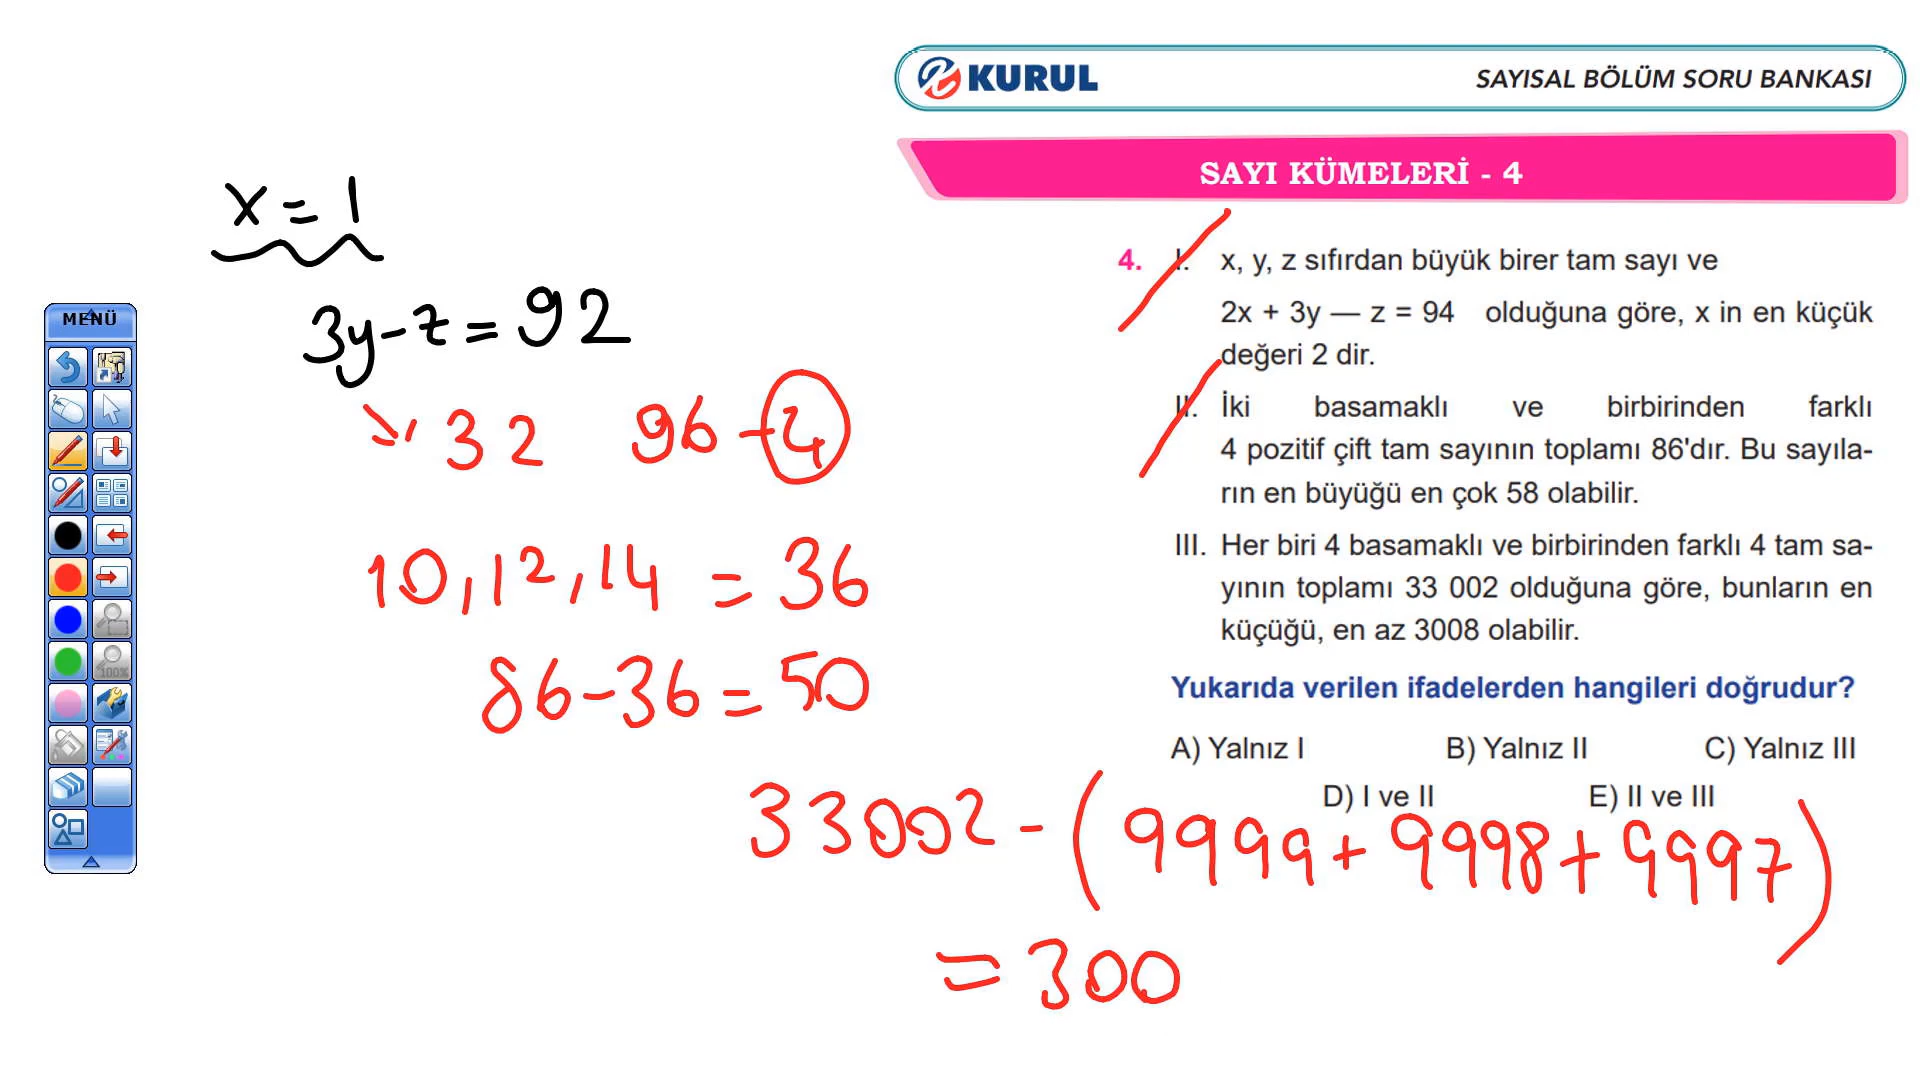 KURUL
SAYISAL BÖLÜM SORU BANKASI
SAYI KÜMELERİ - 4
4. I. x, y, z sıfırdan büyük birer tam sayı ve
2x + 3y — z = 94 olduğuna göre, x in en küçük
değeri 2 dir.
II. İki basamaklı ve birbirinden farklı
4 pozitif çift tam sayının toplamı 86'dır. Bu sayıla-
rın en büyüğü en çok 58 olabilir.
III. Her biri 4 basamaklı ve birbirinden farklı 4 tam sa-
yının toplamı 33 002 olduğuna göre, bunların en
küçüğü, en az 3008 olabilir.
Yukarıda verilen ifadelerden hangileri doğrudur?
A) Yalnız I B) Yalnız II C) Yalnız III
D) I ve II E) II ve III
x = 1
3y - z = 92
32 96 - 4
10, 12, 14 = 36
86 - 36 = 50
33002 - (9999 + 9998 + 9997)
= 300
MENÜ
100%